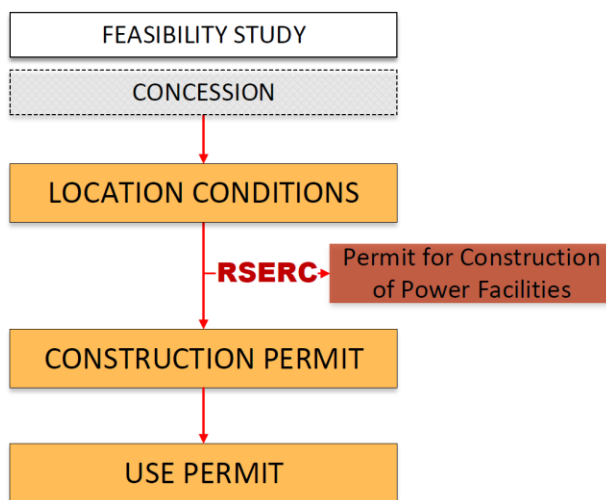 FEASIBILITY STUDY
CONCESSION
LOCATION CONDITIONS
RSERC
Permit for Construction
of Power Facilities
CONSTRUCTION PERMIT
USE PERMIT